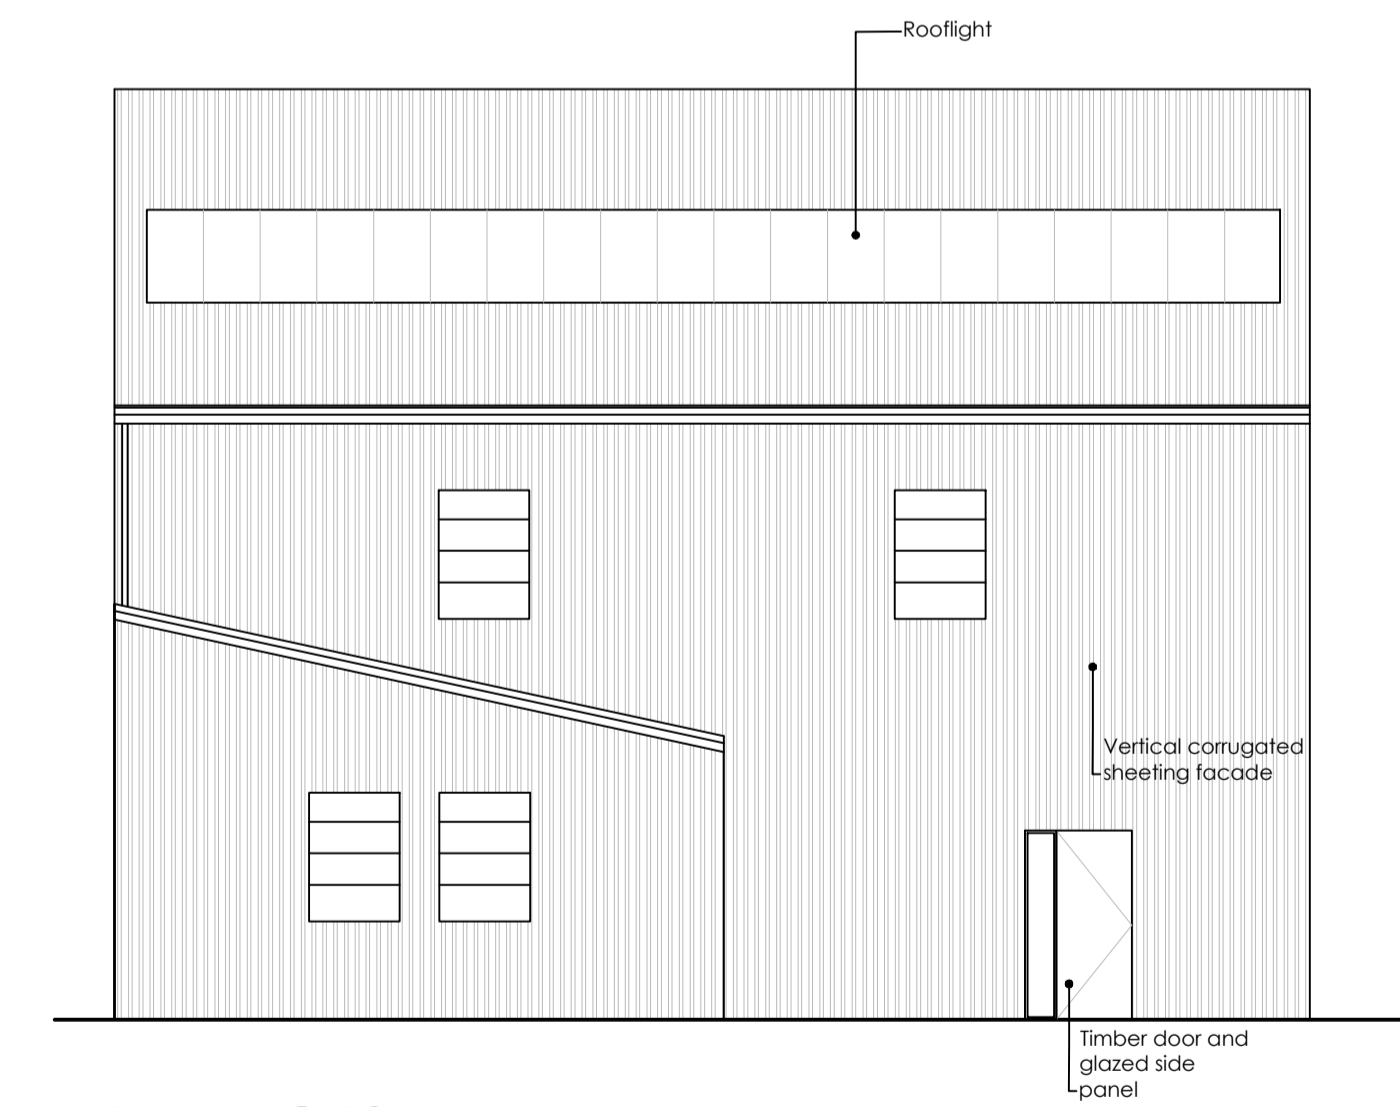 Rooflight
Vertical corrugated
sheeting facade
Timber door and
glazed side
panel